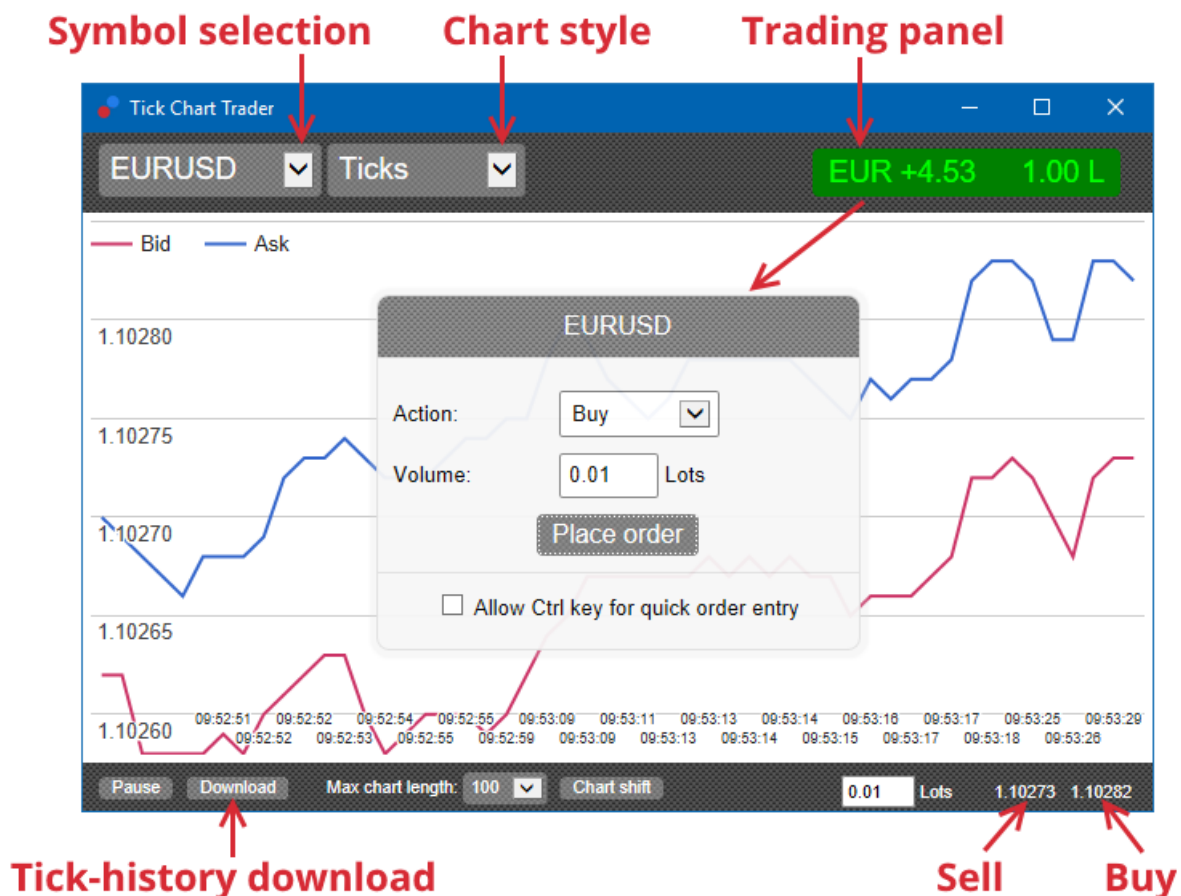 Symbol selection Chart style Trading panel
Tick Chart Trader
EURUSD Ticks EUR +4.53 1.00 L
Bid Ask
1.10280
EURUSD
Action: Buy
1.10275
Volume: 0.01 Lots
1.10270
Place order
Allow Ctrl key for quick order entry
1.10265
09:52:51 09:52:52 09:52:54 09:52:55 09:53:09 09:53:11 09:53:13 09:53:14 09:53:16 09:53:17 09:53:25 09:53:29
1.10260
09:52:52 09:52:53 09:52:55 09:52:59 09:53:09 09:53:13 09:53:14 09:53:15 09:53:17 09:53:18 09:53:26
Pause Download Max chart length: 100 Chart shift 0.01 Lots 1.10273 1.10282
Tick-history download Sell Buy